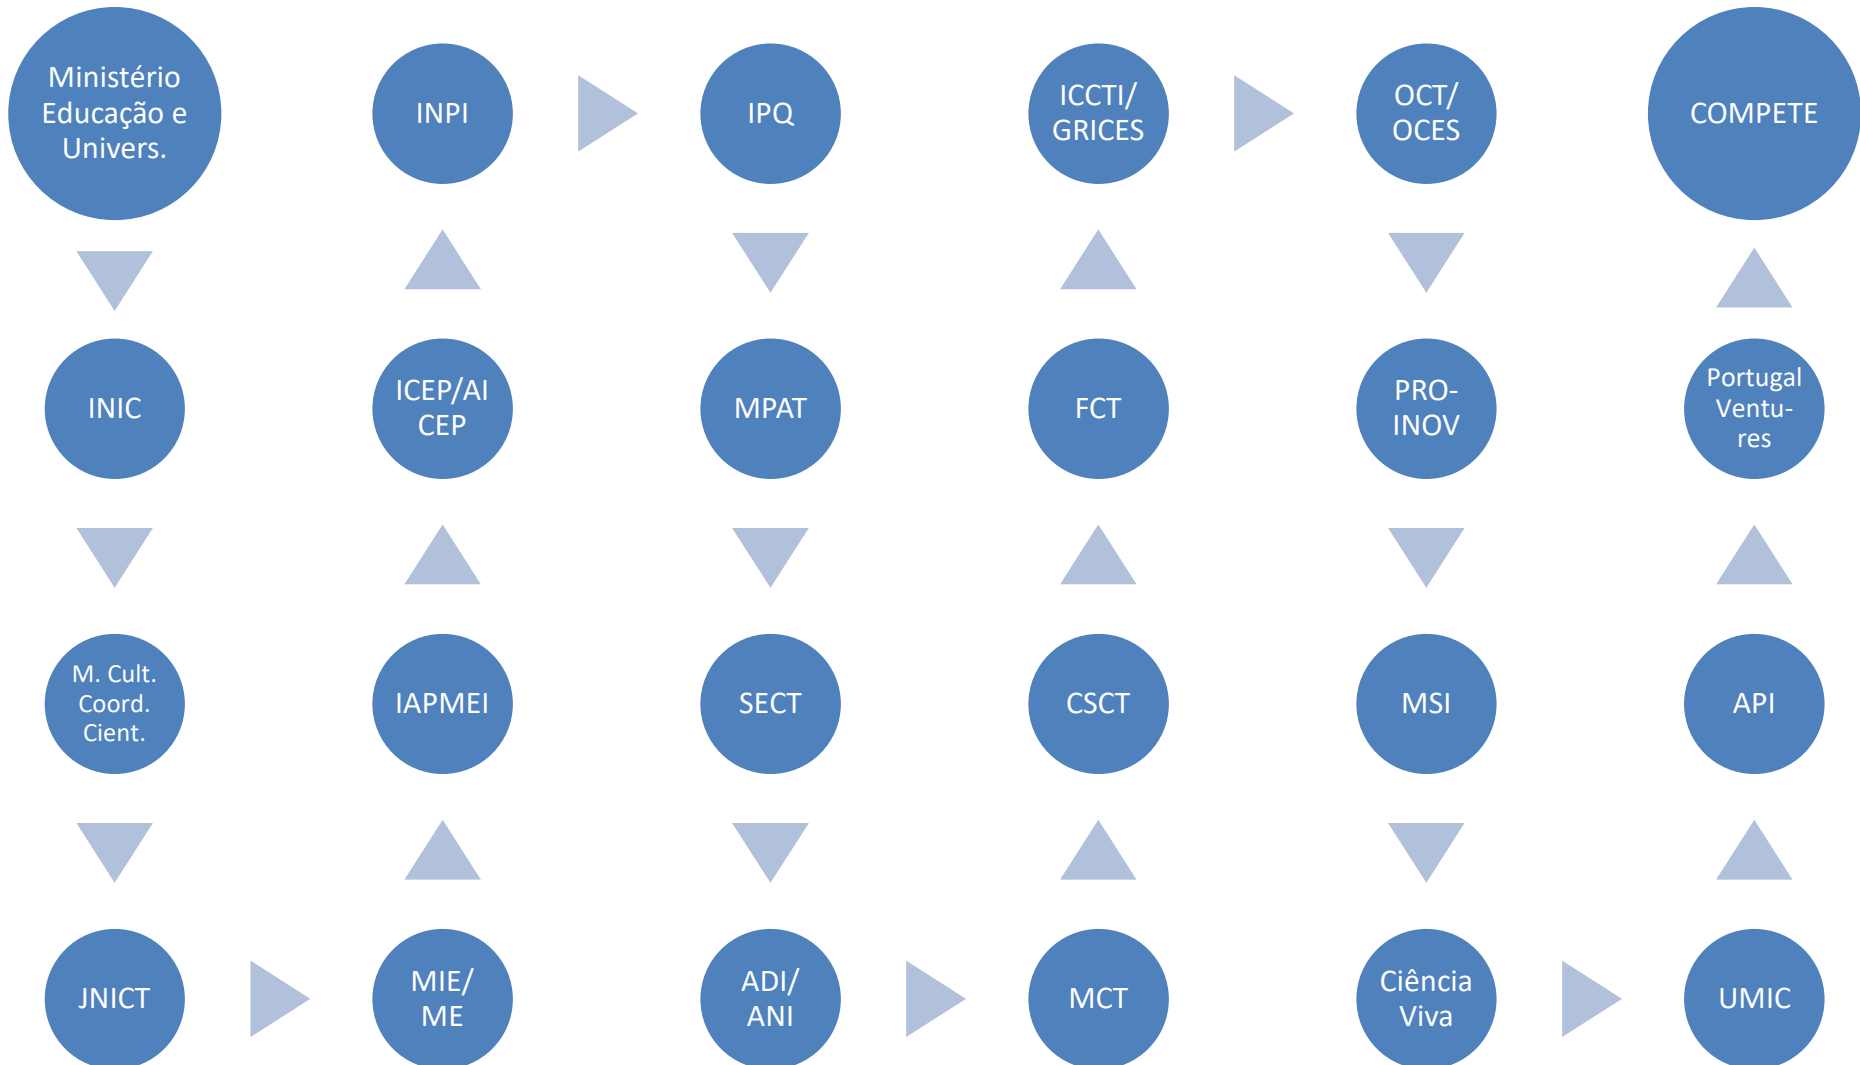 Ministério
Educação e
Univers.
INIC
M. Cult.
Coord.
Cient.
JNICT
MIE/
ME
IAPMEI
ICEP/AI
CEP
INPI
IPQ
MPAT
SECT
ADI/
ANI
MCT
CSCT
FCT
ICCTI/
GRICES
OCT/
OCES
PRO-
INOV
MSI
Ciência
Viva
UMIC
API
Portugal
Ventu-
res
COMPETE